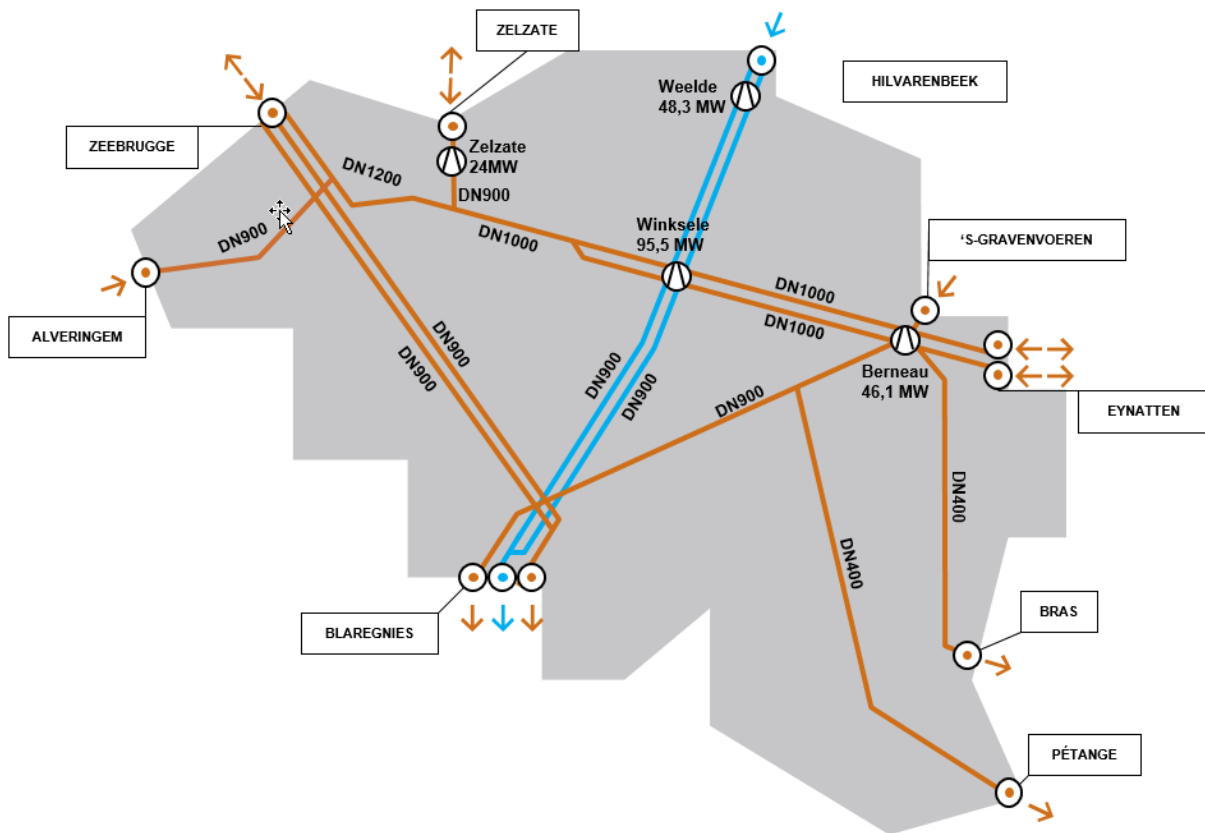 ZELZATE
HILVARENBEEK
Weelde
48,3 MW
ZEEBRUGGE
Zelzate
24MW
DN1200
DN900
DN900
DN1000
Winksele
95,5 MW
'S-GRAVENVOEREN
DN1000
DN1000
ALVERINGEM
DN900
DN900
DN900
DN900
DN900
Berneau
46,1 MW
EYNATTEN
DN400
DN400
BLAREGNIES
BRAS
PÉTANGE